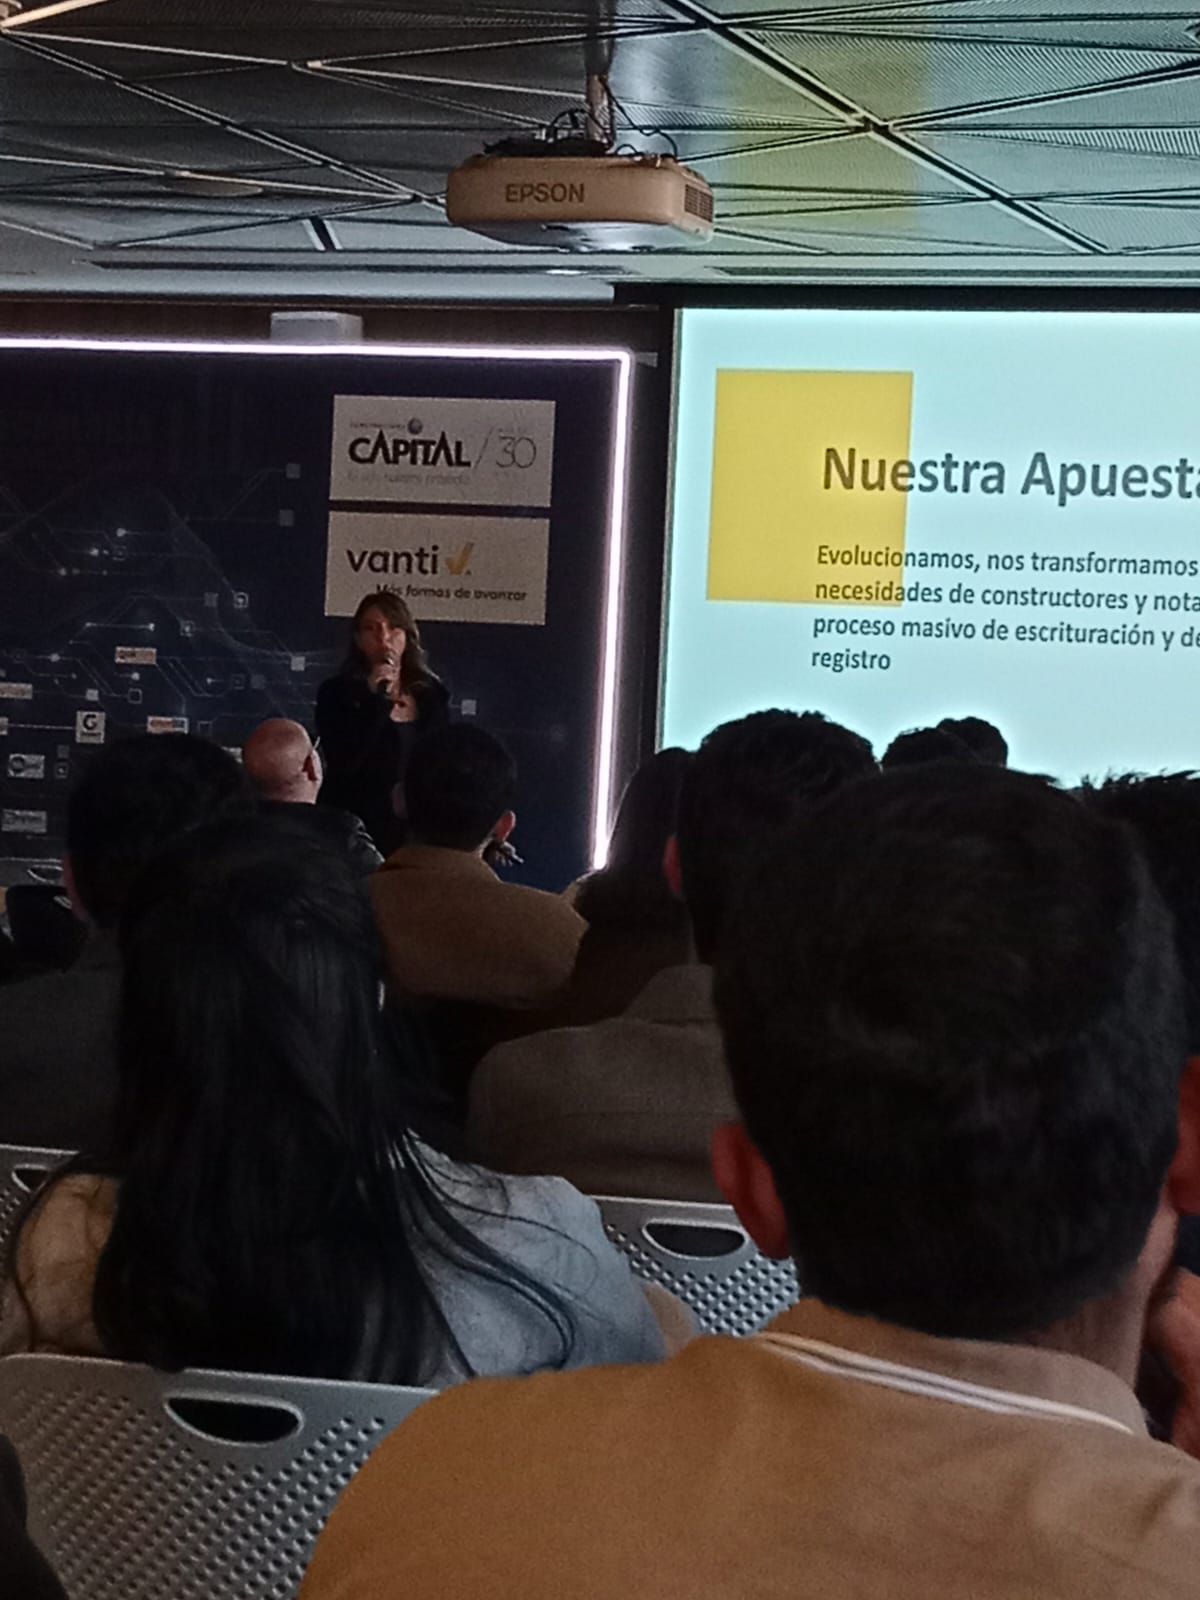 EPSON
CAPITAL / 30
vanti
Más formas de avanzar
Nuestra Apuesta
Evolucionamos, nos transformamos
necesidades de constructores y nota
proceso masivo de escrituración y de
registro